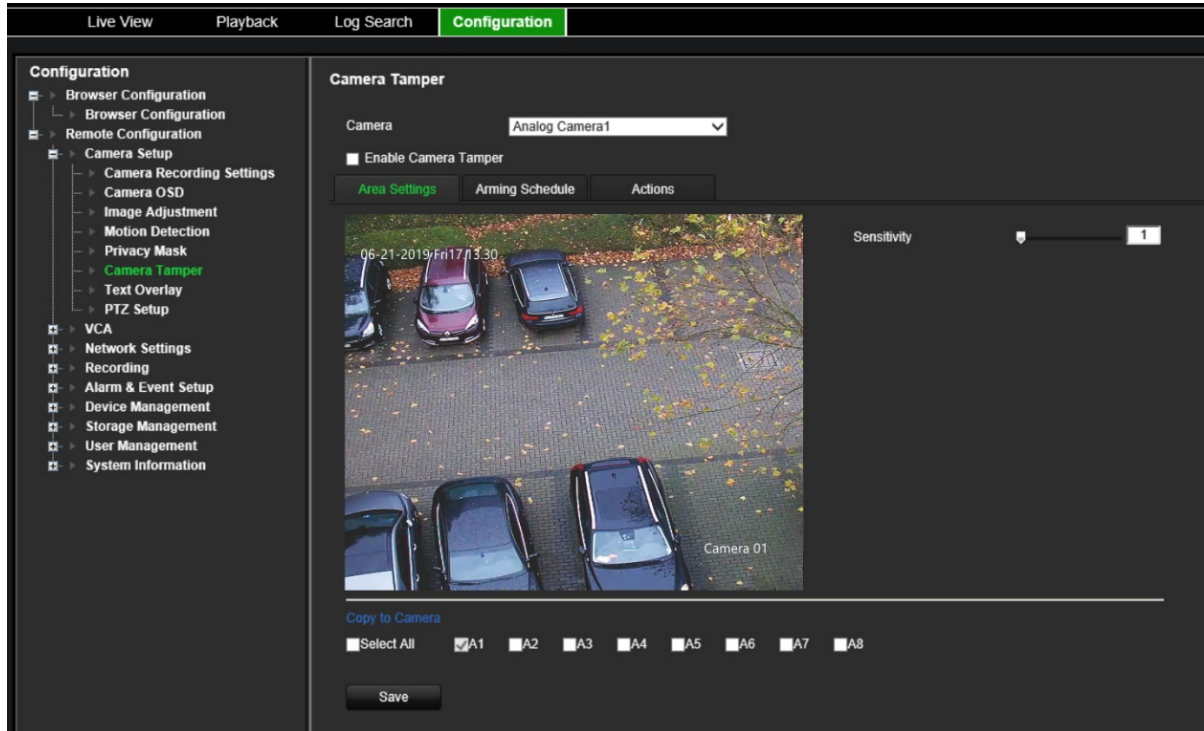 Live View Playback Log Search Configuration
Configuration
Browser Configuration
Browser Configuration
Remote Configuration
Camera Setup
Camera Recording Settings
Camera OSD
Image Adjustment
Motion Detection
Privacy Mask
Camera Tamper
Text Overlay
PTZ Setup
VCA
Network Settings
Recording
Alarm & Event Setup
Device Management
Storage Management
User Management
System Information
Camera Tamper
Camera Analog Camera1
Enable Camera Tamper
Area Settings Arming Schedule Actions
06-21-2019 Fri 17.13.30
Sensitivity 1
Camera 01
Copy to Camera
Select All A1 A2 A3 A4 A5 A6 A7 A8
Save